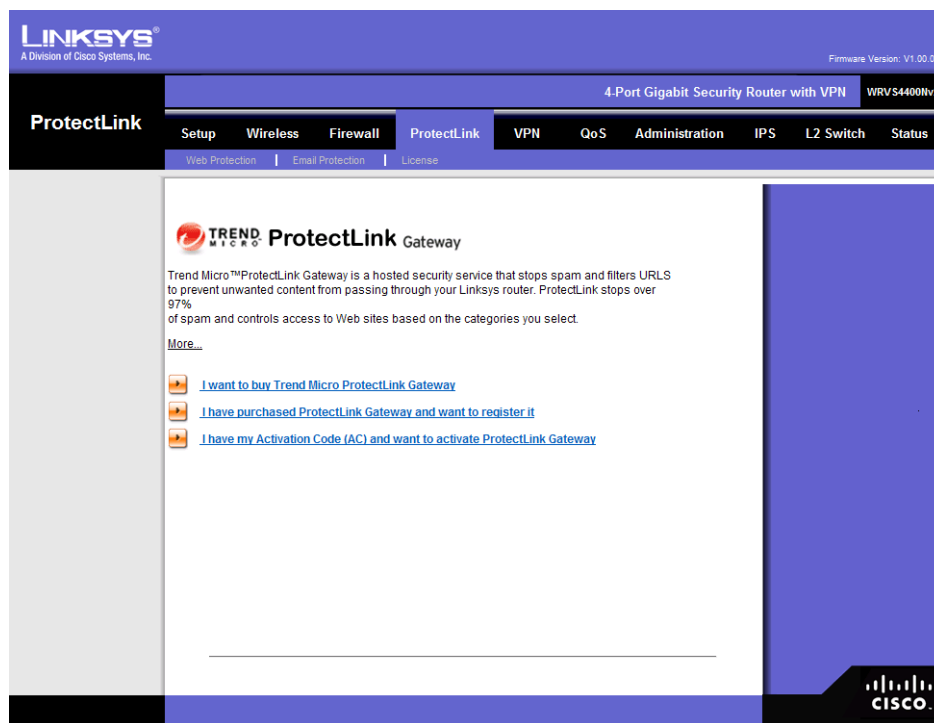 LINKSYS®
A Division of Cisco Systems, Inc.
Firmware Version: V1.00.0
4-Port Gigabit Security Router with VPN
WRVS4400Nv
ProtectLink
Setup Wireless Firewall ProtectLink VPN QoS Administration IPS L2 Switch Status
Web Protection | Email Protection | License
TREND MICRO ProtectLink Gateway
Trend Micro™ProtectLink Gateway is a hosted security service that stops spam and filters URLS
to prevent unwanted content from passing through your Linksys router. ProtectLink stops over
97%
of spam and controls access to Web sites based on the categories you select.
More...
I want to buy Trend Micro ProtectLink Gateway
I have purchased ProtectLink Gateway and want to register it
I have my Activation Code (AC) and want to activate ProtectLink Gateway
CISCO.